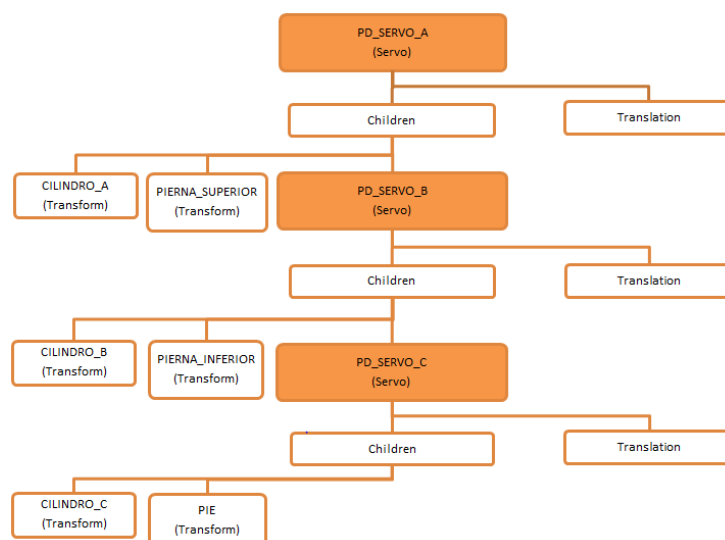 PD_SERVO_A
(Servo)
Children
Translation
CILINDRO_A
(Transform)
PIERNA_SUPERIOR
(Transform)
PD_SERVO_B
(Servo)
Children
Translation
CILINDRO_B
(Transform)
PIERNA_INFERIOR
(Transform)
PD_SERVO_C
(Servo)
Children
Translation
CILINDRO_C
(Transform)
PIE
(Transform)